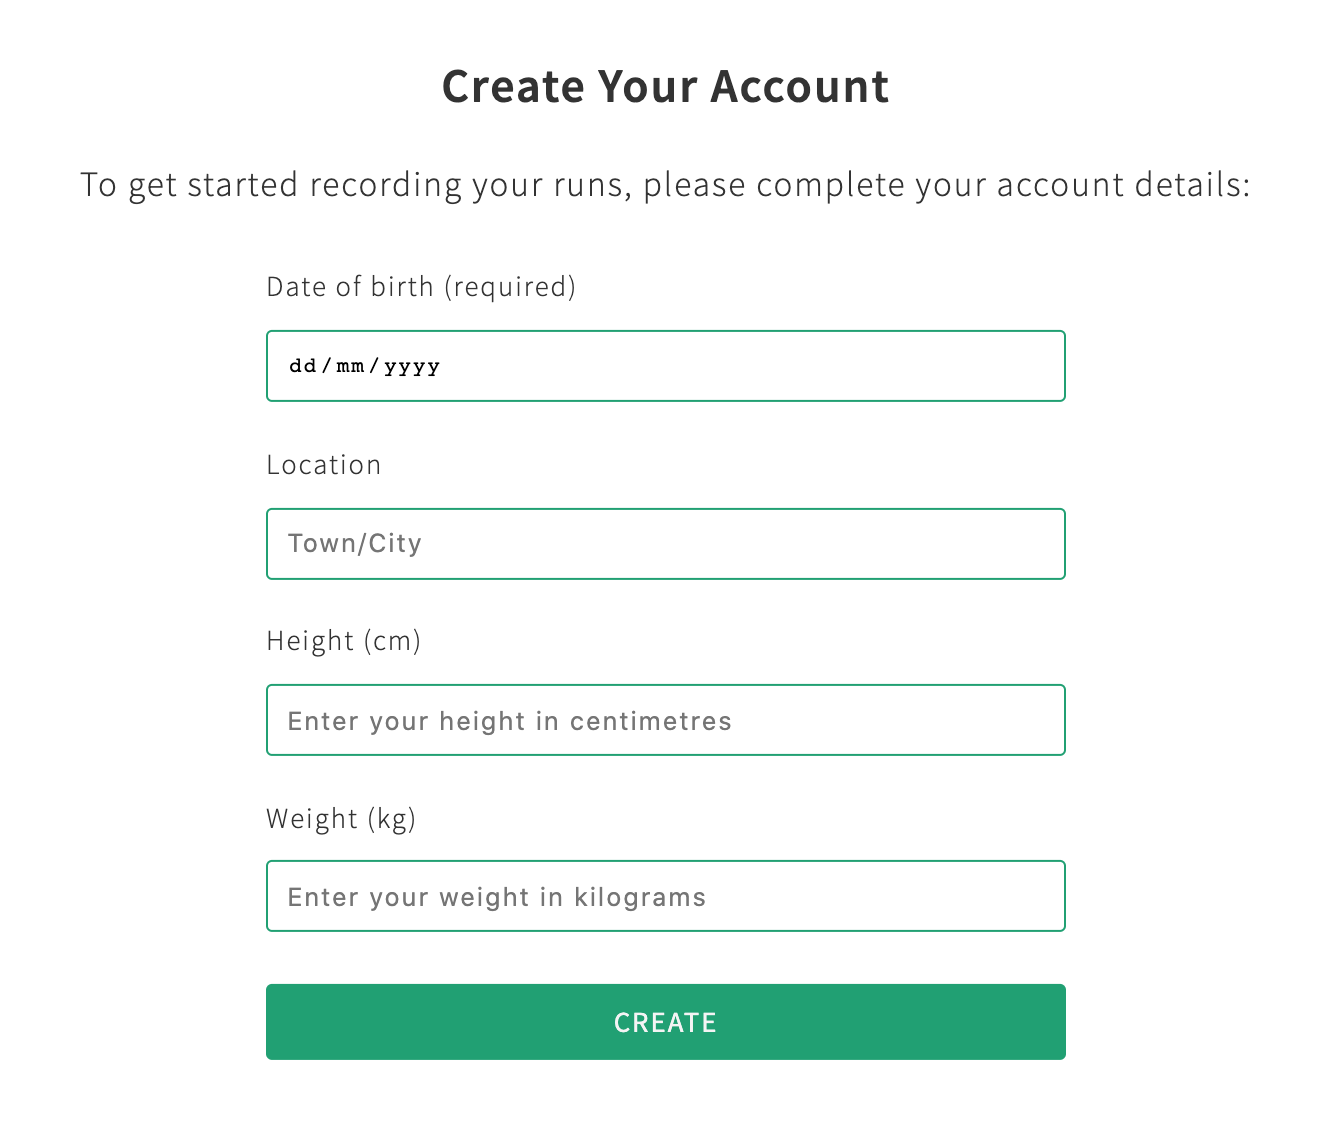 Create Your Account
To get started recording your runs, please complete your account details:
Date of birth (required)
dd/mm/yyyy
Location
Town/City
Height (cm)
Enter your height in centimetres
Weight (kg)
Enter your weight in kilograms
CREATE